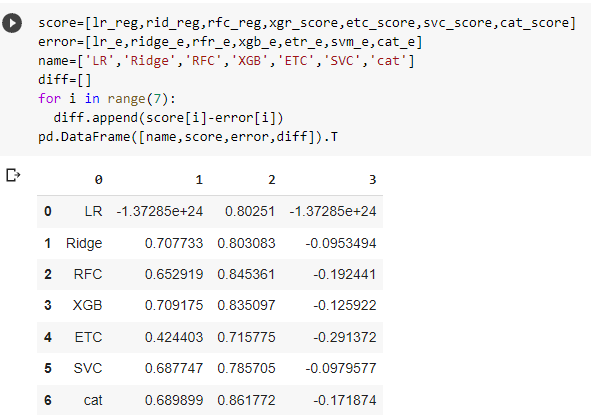 score=[lr_reg,rid_reg,rfc_reg,xgr_score,etc_score,svc_score,cat_score]
error=[lr_e,ridge_e,rfr_e,xgb_e,etr_e,svm_e,cat_e]
name=['LR','Ridge','RFC','XGB','ETC','SVC','cat']
diff=[]
for i in range(7):
  diff.append(score[i]-error[i])
pd.DataFrame([name,score,error,diff]).T
0 1 2 3
0 LR -1.37285e+24 0.80251 -1.37285e+24
1 Ridge 0.707733 0.803083 -0.0953494
2 RFC 0.652919 0.845361 -0.192441
3 XGB 0.709175 0.835097 -0.125922
4 ETC 0.424403 0.715775 -0.291372
5 SVC 0.687747 0.785705 -0.0979577
6 cat 0.689899 0.861772 -0.171874